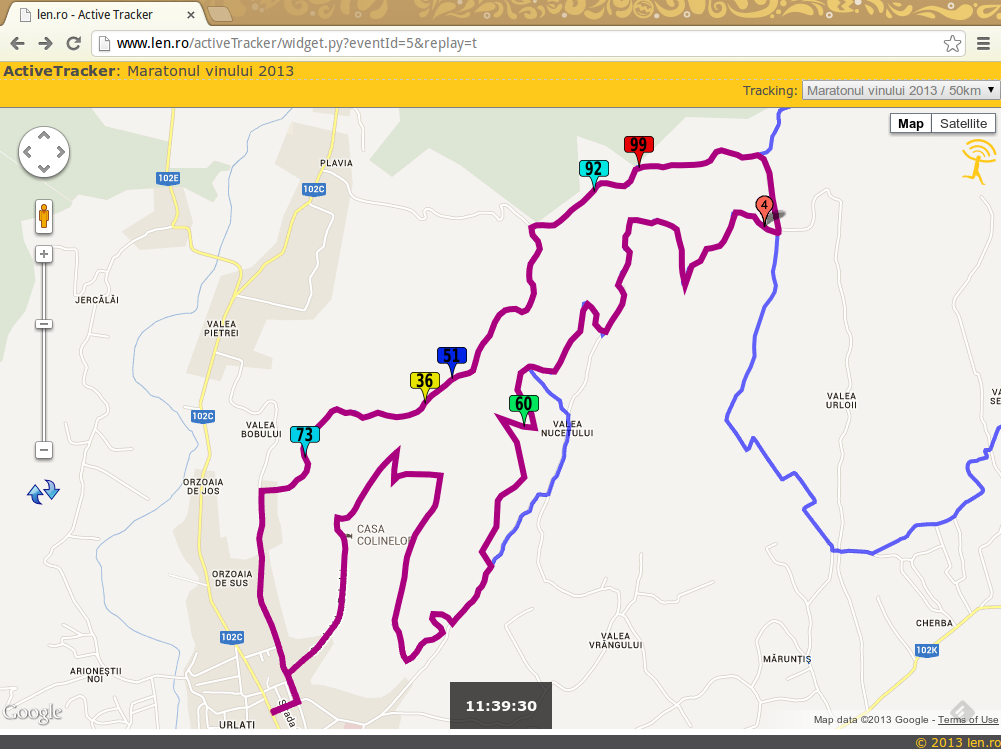 len.ro - Active Tracker
www.len.ro/activeTracker/widget.py?eventId=5&replay=t
ActiveTracker: Maratonul vinului 2013
Tracking: Maratonul vinului 2013 / 50km
Map Satellite
99
PLAVIA
92
102E
102C
4
JERCĂLĂI
VALEA
PIETREI
51
36
VALEA
URLOII
VA
SE
60
102C
VALEA
BOBULUI
73
VALEA
NUCETULUI
ORZOAIA
DE JOS
CASA
COLINELOR
ORZOAIA
DE SUS
CHERBA
102C
VALEA
VRÂNGULUI
102K
MĂRUNȚIȘ
ARIONEȘTII
NOI
Strada
11:39:30
Google
URLATI
Map data ©2013 Google - Terms of Use
© 2013 len.ro